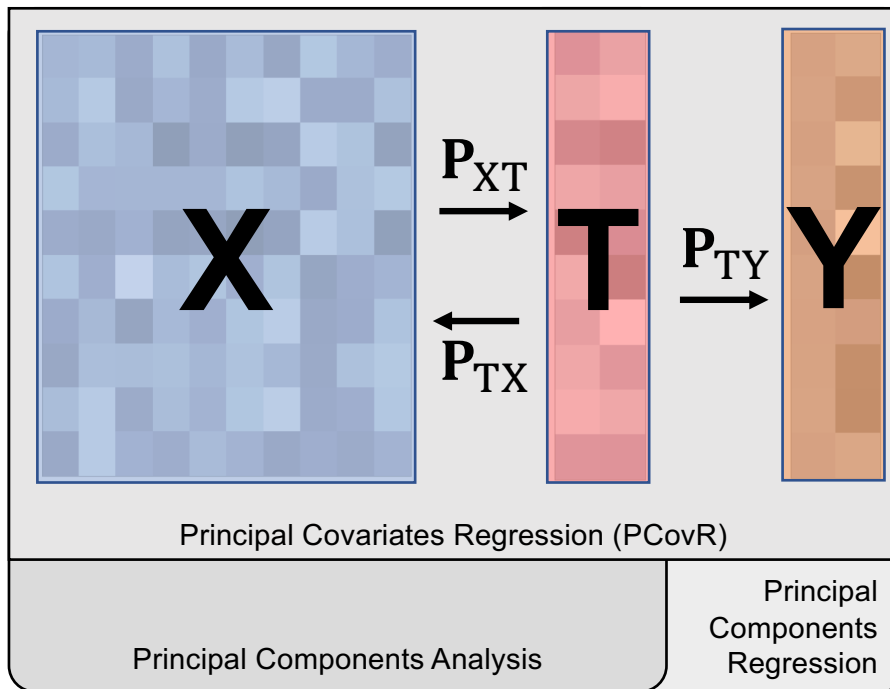 X
P_XT
P_TX
T
P_TY
Y
Principal Covariates Regression (PCovR)
Principal Components Analysis
Principal
Components
Regression